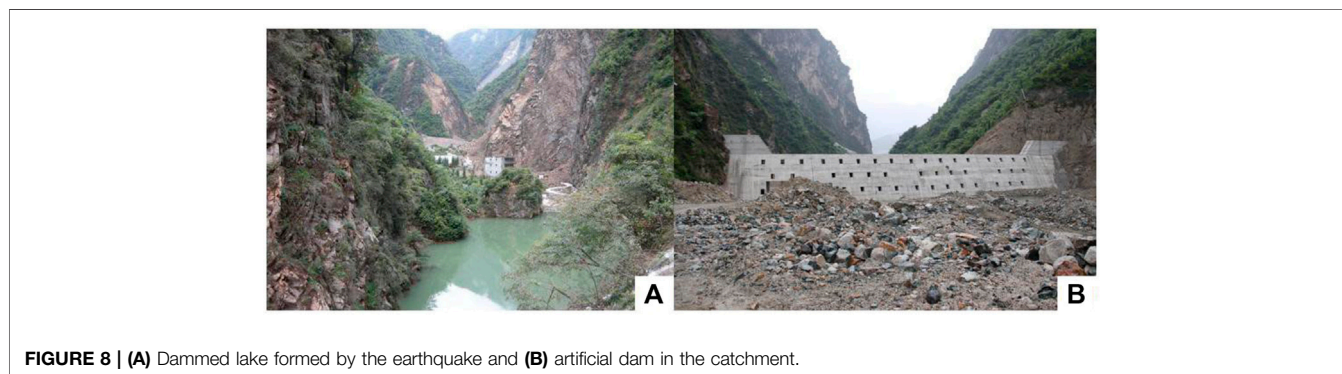 A
B
FIGURE 8 | (A) Dammed lake formed by the earthquake and (B) artificial dam in the catchment.